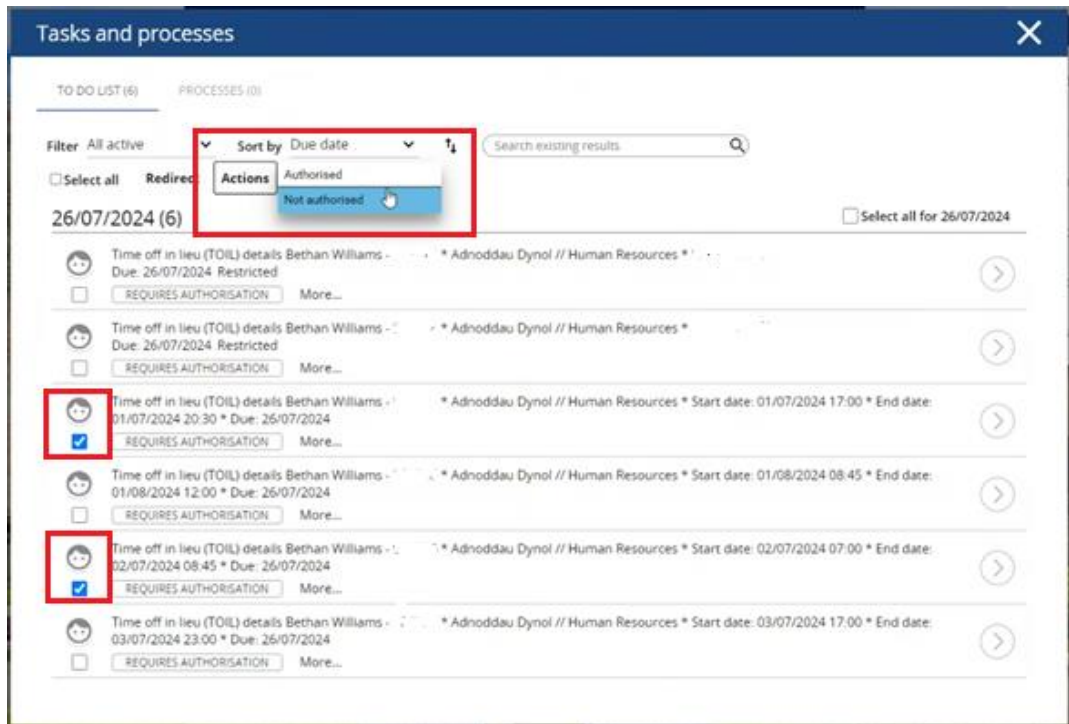 Tasks and processes
TO DO LIST (6) PROCESSES (0)
Filter All active Sort by Due date Search existing results
Select all Redirect Actions Authorised
Not authorised
26/07/2024 (6) Select all for 26/07/2024
Time off in lieu (TOIL) details Bethan Williams - * Adnoddau Dynol // Human Resources *
Due: 26/07/2024 Restricted
REQUIRES AUTHORISATION More...
Time off in lieu (TOIL) details Bethan Williams - * Adnoddau Dynol // Human Resources *
Due: 26/07/2024 Restricted
REQUIRES AUTHORISATION More...
Time off in lieu (TOIL) details Bethan Williams - * Adnoddau Dynol // Human Resources * Start date: 01/07/2024 17:00 * End date:
01/07/2024 20:30 * Due: 26/07/2024
REQUIRES AUTHORISATION More...
Time off in lieu (TOIL) details Bethan Williams - * Adnoddau Dynol // Human Resources * Start date: 01/08/2024 08:45 * End date:
01/08/2024 12:00 * Due: 26/07/2024
REQUIRES AUTHORISATION More...
Time off in lieu (TOIL) details Bethan Williams - * Adnoddau Dynol // Human Resources * Start date: 02/07/2024 07:00 * End date:
02/07/2024 08:45 * Due: 26/07/2024
REQUIRES AUTHORISATION More...
Time off in lieu (TOIL) details Bethan Williams - * Adnoddau Dynol // Human Resources * Start date: 03/07/2024 17:00 * End date:
03/07/2024 23:00 * Due: 26/07/2024
REQUIRES AUTHORISATION More...